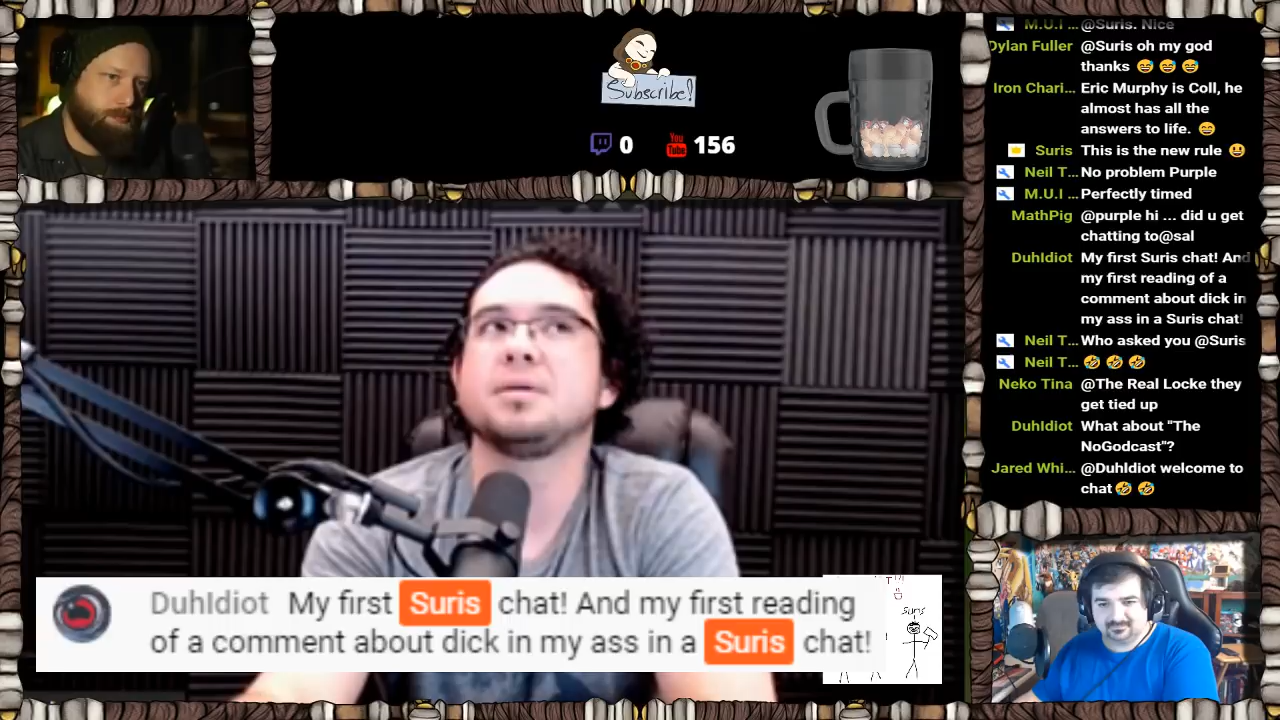 Subscribe!
0
You
Tube
156
M.U.I ... @Suris. Nice
Dylan Fuller @Suris oh my god
thanks 😅 😅 😅
Iron Chari... Eric Murphy is Coll, he
almost has all the
answers to life. 😄
Suris This is the new rule 😃
Neil T... No problem Purple
M.U.I ... Perfectly timed
MathPig @purple hi ... did u get
chatting to@sal
DuhIdiot My first Suris chat! And
my first reading of a
comment about dick in
my ass in a Suris chat!
Neil T... Who asked you @Suris
Neil T... 🤣 🤣 🤣
Neko Tina @The Real Locke they
get tied up
DuhIdiot What about "The
NoGodcast"?
Jared Whi... @DuhIdiot welcome to
chat 🤣 🤣
DuhIdiot My first Suris chat! And my first reading
of a comment about dick in my ass in a Suris chat!
suris